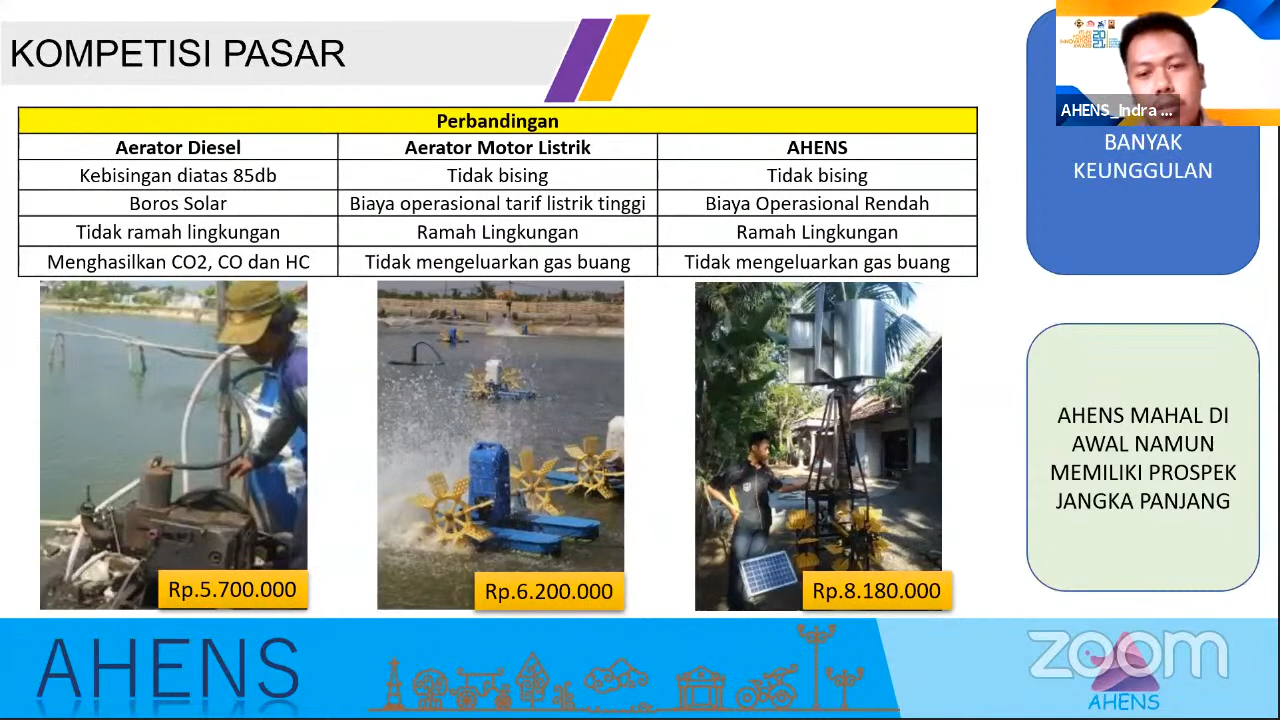 KOMPETISI PASAR
Perbandingan
Aerator Diesel
Aerator Motor Listrik
AHENS
Kebisingan diatas 85db
Tidak bising
Tidak bising
Boros Solar
Biaya operasional tarif listrik tinggi
Biaya Operasional Rendah
Tidak ramah lingkungan
Ramah Lingkungan
Ramah Lingkungan
Menghasilkan CO2, CO dan HC
Tidak mengeluarkan gas buang
Tidak mengeluarkan gas buang
Rp.5.700.000
Rp.6.200.000
Rp.8.180.000
2021
AHENS_Indra ...
BANYAK
KEUNGGULAN
AHENS MAHAL DI
AWAL NAMUN
MEMILIKI PROSPEK
JANGKA PANJANG
AHENS
zoom
AHENS